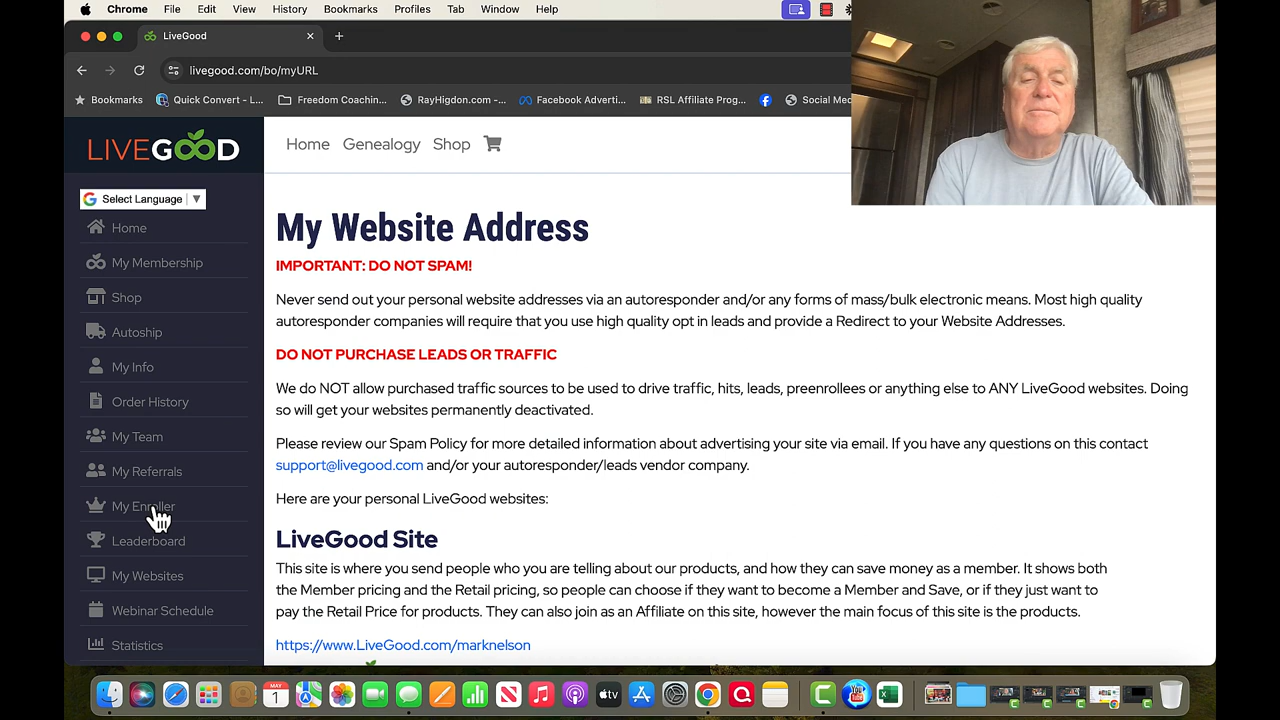 Chrome File Edit View History Bookmarks Profiles Tab Window Help
LiveGood
livegood.com/bo/myURL
Bookmarks Quick Convert - L... Freedom Coachin... RayHigdon.com -... Facebook Adverti... RSL Affiliate Prog... Social Med
LIVEGOOD
Home Genealogy Shop
Select Language
Home
My Membership
Shop
Autoship
My Info
Order History
My Team
My Referrals
My Enroller
Leaderboard
My Websites
Webinar Schedule
Statistics
My Website Address
IMPORTANT: DO NOT SPAM!
Never send out your personal website addresses via an autoresponder and/or any forms of mass/bulk electronic means. Most high quality
autoresponder companies will require that you use high quality opt in leads and provide a Redirect to your Website Addresses.
DO NOT PURCHASE LEADS OR TRAFFIC
We do NOT allow purchased traffic sources to be used to drive traffic, hits, leads, preenrollees or anything else to ANY LiveGood websites. Doing
so will get your websites permanently deactivated.
Please review our Spam Policy for more detailed information about advertising your site via email. If you have any questions on this contact
support@livegood.com and/or your autoresponder/leads vendor company.
Here are your personal LiveGood websites:
LiveGood Site
This site is where you send people who you are telling about our products, and how they can save money as a member. It shows both
the Member pricing and the Retail pricing, so people can choose if they want to become a Member and Save, or if they just want to
pay the Retail Price for products. They can also join as an Affiliate on this site, however the main focus of this site is the products.
https://www.LiveGood.com/marknelson
MAY
1
tv